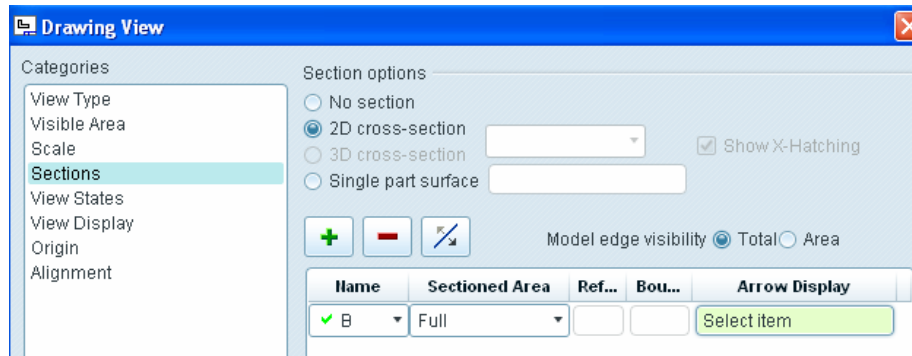 Drawing View
Categories
View Type
Visible Area
Scale
Sections
View States
View Display
Origin
Alignment
Section options
No section
2D cross-section
3D cross-section
Show X-Hatching
Single part surface
Model edge visibility Total Area
Name Sectioned Area Ref... Bou... Arrow Display
B Full Select item